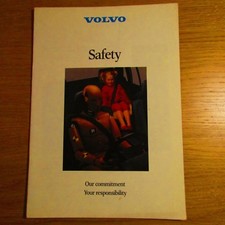 VOLVO
Safety
Our commitment
Your responsibility